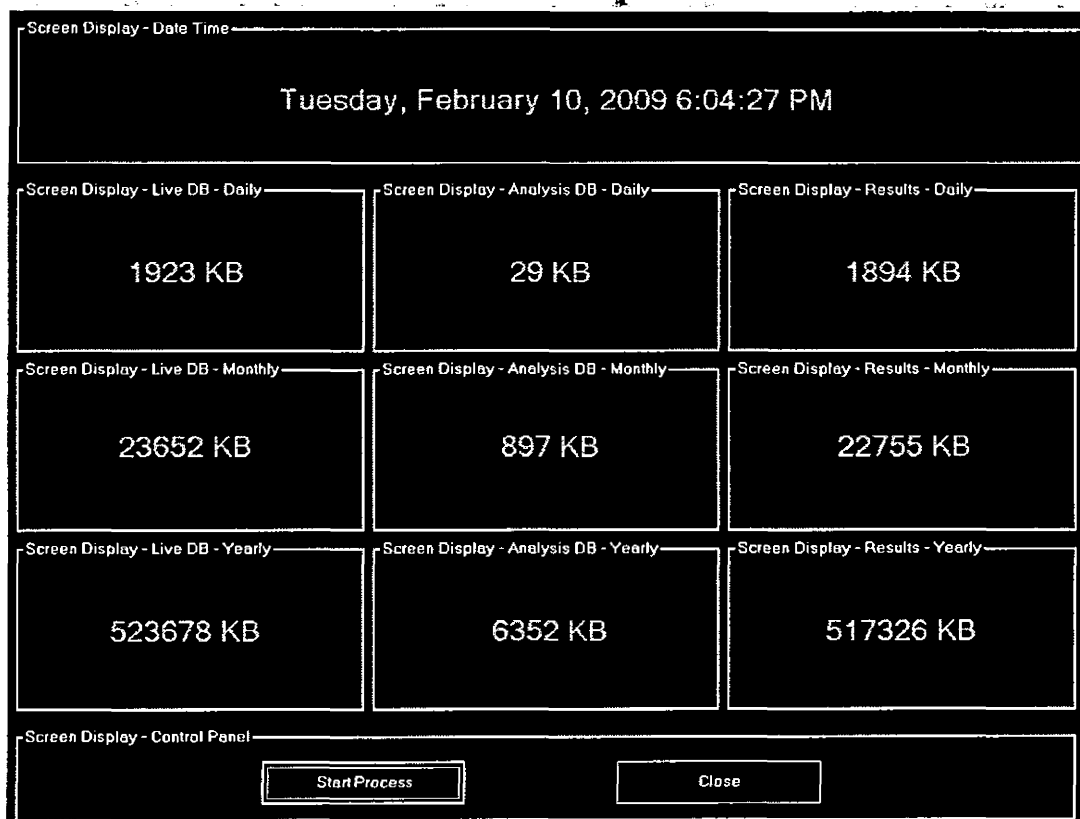 Screen Display - Date Time
Tuesday, February 10, 2009 6:04:27 PM
Screen Display - Live DB - Daily
Screen Display - Analysis DB - Daily
Screen Display - Results - Daily
1923 KB
29 KB
1894 KB
Screen Display - Live DB - Monthly
Screen Display - Analysis DB - Monthly
Screen Display - Results - Monthly
23652 KB
897 KB
22755 KB
Screen Display - Live DB - Yearly
Screen Display - Analysis DB - Yearly
Screen Display - Results - Yearly
523678 KB
6352 KB
517326 KB
Screen Display - Control Panel
Start Process
Close